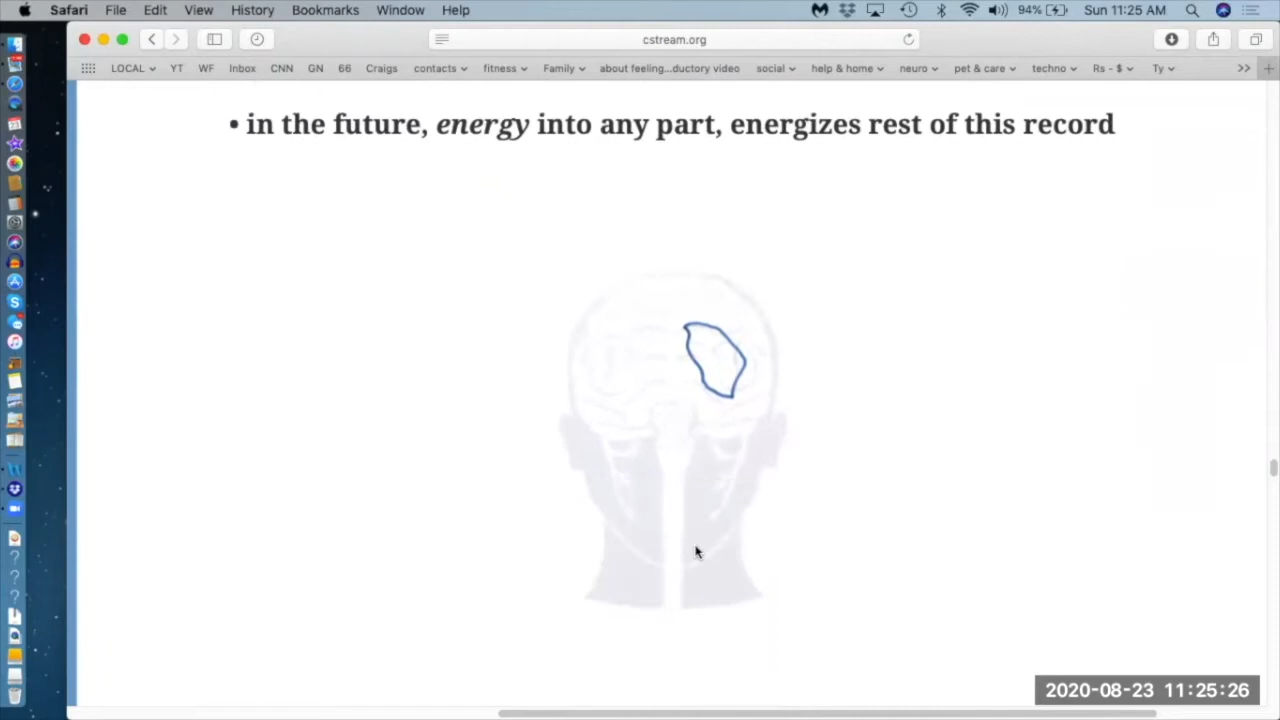 Safari File Edit View History Bookmarks Window Help 94% Sun 11:25 AM
cstream.org
LOCAL YT WF Inbox CNN GN 66 Craigs contacts fitness Family about feeling...ductory video social help & home neuro pet & care techno Rs - $ Ty >>
• in the future, energy into any part, energizes rest of this record
2020-08-23 11:25:26